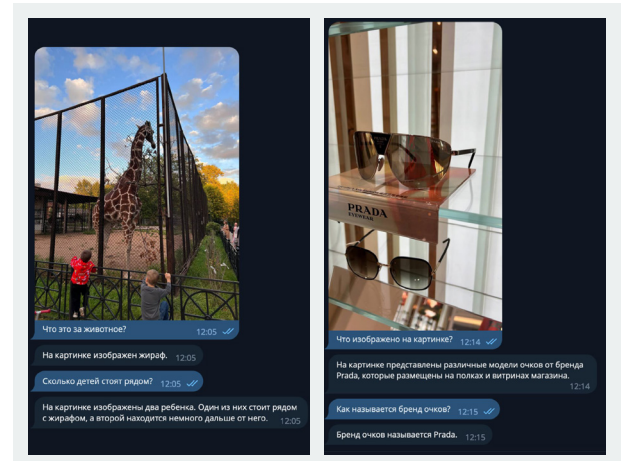 Что это за животное? 12:05
На картинке изображен жираф. 12:05
Сколько детей стоят рядом? 12:05
На картинке изображены два ребенка. Один из них стоит рядом
с жирафом, а второй находится немного дальше от него. 12:05
PRADA
EYEWEAR
Что изображено на картинке? 12:14
На картинке представлены различные модели очков от бренда
Prada, которые размещены на полках и витринах магазина.
12:14
Как называется бренд очков? 12:15
Бренд очков называется Prada. 12:15